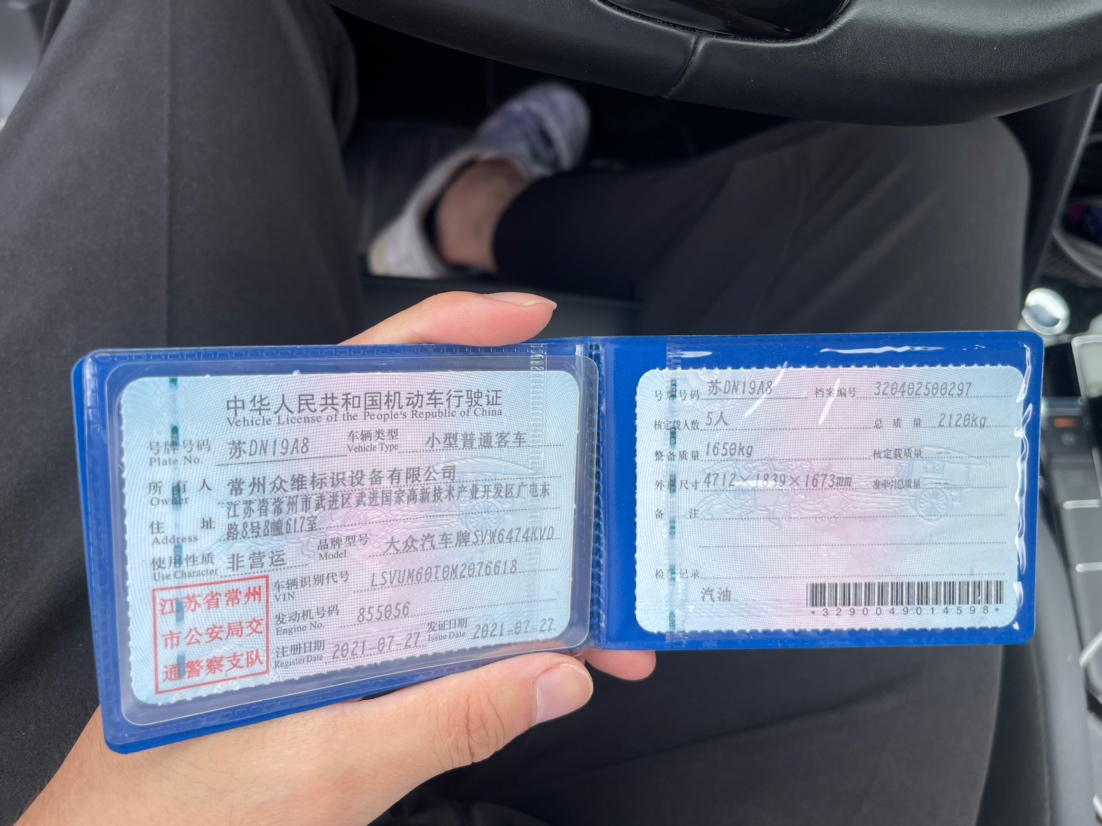 中华人民共和国机动车行驶证
Vehicle License of the People's Republic of China
号牌号码 苏DN19A8 车辆类型 小型普通客车
Plate No. Vehicle Type
所有人 常州众维标识设备有限公司
Owner
江苏省常州市武进区武进国家高新技术产业开发区广电东
住址 路8号8幢617室
Address
使用性质 非营运 品牌型号 大众汽车牌SVW6474KVD
Use Character Model
江苏省常州
市公安局交
通警察支队
车辆识别代号 LSVUM60T0M2076618
VIN
发动机号码 855056
Engine No.
注册日期 2021-07-27 发证日期 2021-07-27
Register Date Issue Date
号牌号码 苏DN19A8 档案编号 320402500297
核定载人数 5人 总质量 2120kg
整备质量 1650kg 核定载质量 --
外廓尺寸 4712×1839×1673mm 准牵引总质量 --
备注
检验记录
汽油
*3290049014598*